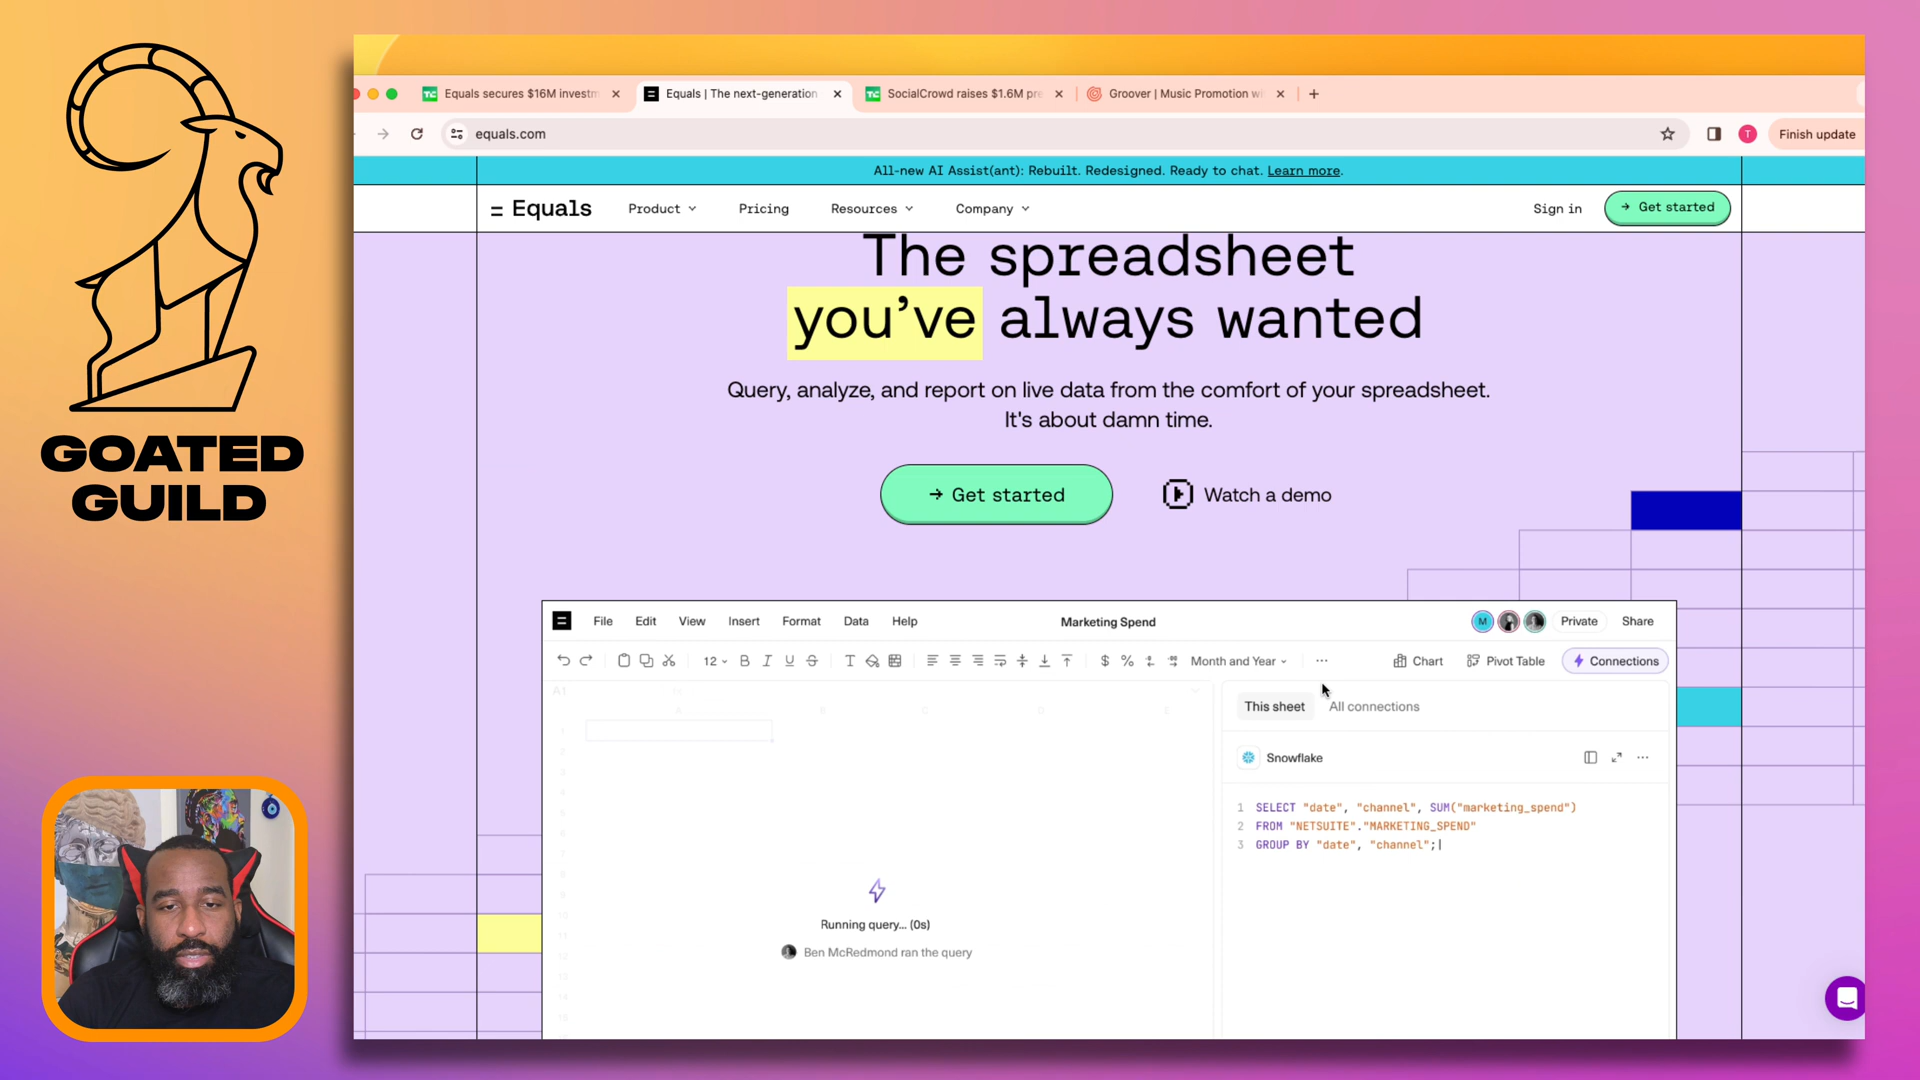 GOATED
GUILD
Equals secures $16M investm
Equals | The next-generation
SocialCrowd raises $1.6M pre
Groover | Music Promotion w
equals.com
Finish update
T
All-new AI Assist(ant): Rebuilt. Redesigned. Ready to chat. Learn more.
Equals
Product
Pricing
Resources
Company
Sign in
→ Get started
The spreadsheet
you've always wanted
Query, analyze, and report on live data from the comfort of your spreadsheet.
It's about damn time.
→ Get started
Watch a demo
File Edit View Insert Format Data Help
Marketing Spend
M
Private
Share
12
B I U S
T
$ %
Month and Year
Chart
Pivot Table
Connections
A1
A B C D E
This sheet
All connections
Snowflake
1 SELECT "date", "channel", SUM("marketing_spend")
2 FROM "NETSUITE"."MARKETING_SPEND"
3 GROUP BY "date", "channel";
Running query... (0s)
Ben McRedmond ran the query